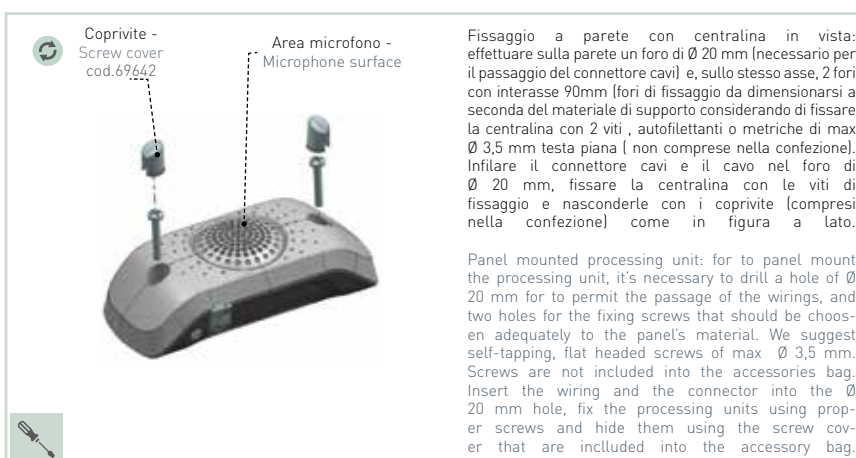 Coprivite -
Screw cover
cod.69642
Area microfono -
Microphone surface
Fissaggio a parete con centralina in vista:
effettuare sulla parete un foro di Ø 20 mm (necessario per
il passaggio del connettore cavi) e, sullo stesso asse, 2 fori
con interasse 90mm (fori di fissaggio da dimensionarsi a
seconda del materiale di supporto considerando di fissare
la centralina con 2 viti , autofilettanti o metriche di max
Ø 3,5 mm testa piana ( non comprese nella confezione).
Infilare il connettore cavi e il cavo nel foro di
Ø 20 mm, fissare la centralina con le viti di
fissaggio e nasconderle con i coprivite (compresi
nella confezione) come in figura a lato.
Panel mounted processing unit: for to panel mount
the processing unit, it's necessary to drill a hole of Ø
20 mm for to permit the passage of the wirings, and
two holes for the fixing screws that should be choos-
en adequately to the panel's material. We suggest
self-tapping, flat headed screws of max Ø 3,5 mm.
Screws are not included into the accessories bag.
Insert the wiring and the connector into the Ø
20 mm hole, fix the processing units using prop-
er screws and hide them using the screw cov-
er that are inclluded into the accessory bag.